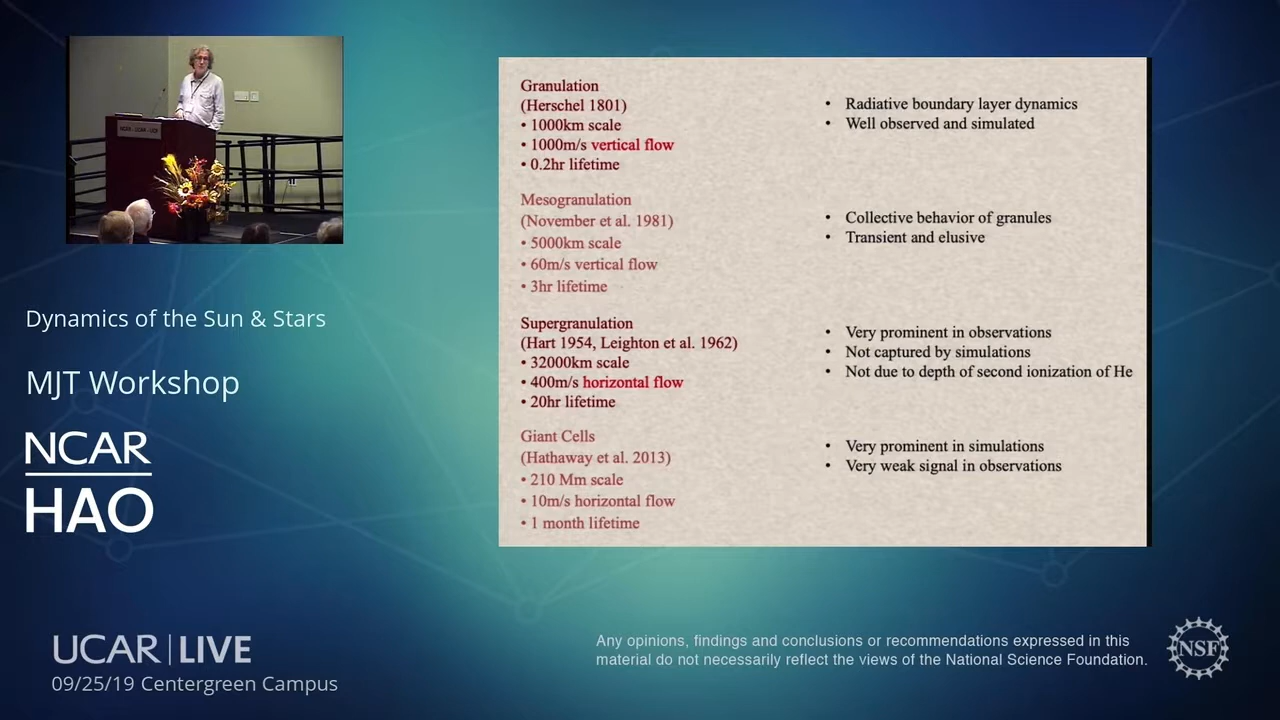 Granulation
(Herschel 1801)
• 1000km scale
• 1000m/s vertical flow
• 0.2hr lifetime
• Radiative boundary layer dynamics
• Well observed and simulated
Mesogranulation
(November et al. 1981)
• 5000km scale
• 60m/s vertical flow
• 3hr lifetime
• Collective behavior of granules
• Transient and elusive
Supergranulation
(Hart 1954, Leighton et al. 1962)
• 32000km scale
• 400m/s horizontal flow
• 20hr lifetime
• Very prominent in observations
• Not captured by simulations
• Not due to depth of second ionization of He
Giant Cells
(Hathaway et al. 2013)
• 210 Mm scale
• 10m/s horizontal flow
• 1 month lifetime
• Very prominent in simulations
• Very weak signal in observations
Dynamics of the Sun & Stars
MJT Workshop
NCAR
HAO
UCAR | LIVE
09/25/19 Centergreen Campus
Any opinions, findings and conclusions or recommendations expressed in this
material do not necessarily reflect the views of the National Science Foundation.
NSF